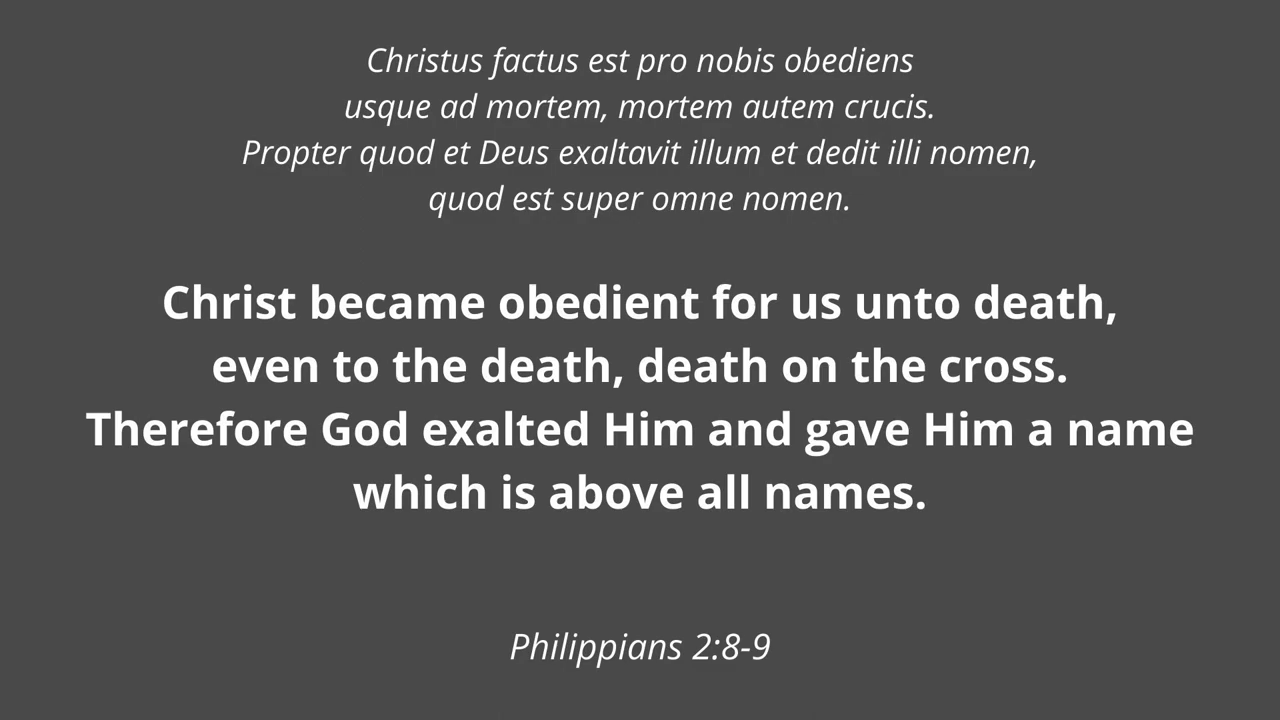 Christus factus est pro nobis obediens
usque ad mortem, mortem autem crucis.
Propter quod et Deus exaltavit illum et dedit illi nomen,
quod est super omne nomen.
Christ became obedient for us unto death,
even to the death, death on the cross.
Therefore God exalted Him and gave Him a name
which is above all names.
Philippians 2:8-9